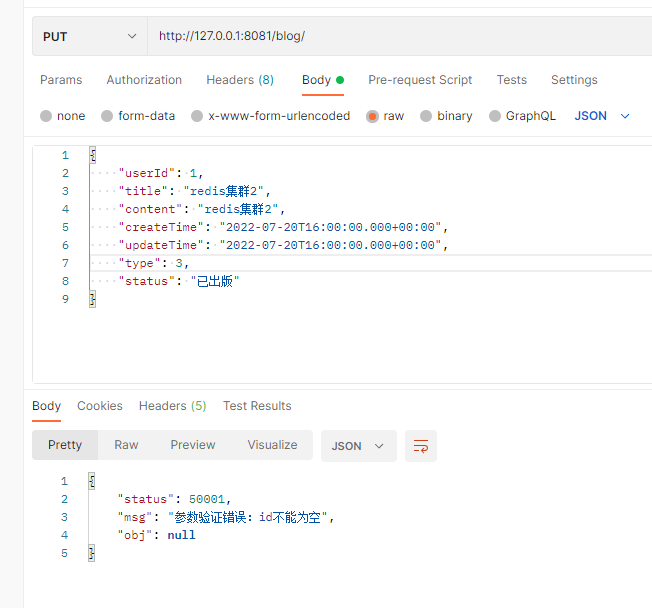 PUT http://127.0.0.1:8081/blog/
Params Authorization Headers (8) Body Pre-request Script Tests Settings
none form-data x-www-form-urlencoded raw binary GraphQL JSON
1 {
2 "userId": 1,
3 "title": "redis集群2",
4 "content": "redis集群2",
5 "createTime": "2022-07-20T16:00:00.000+00:00",
6 "updateTime": "2022-07-20T16:00:00.000+00:00",
7 "type": 3,
8 "status": "已出版"
9 }
Body Cookies Headers (5) Test Results
Pretty Raw Preview Visualize JSON
1 {
2 "status": 50001,
3 "msg": "参数验证错误: id不能为空",
4 "obj": null
5 }